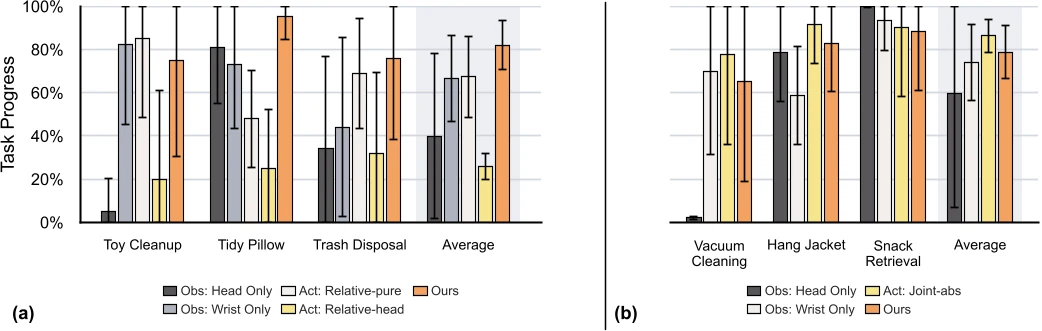 100%
80%
60%
40%
20%
0%
Task Progress
Toy Cleanup Tidy Pillow Trash Disposal Average
Obs: Head Only Act: Relative-pure Ours
Obs: Wrist Only Act: Relative-head
(a)
Vacuum Cleaning Hang Jacket Snack Retrieval Average
Obs: Head Only Act: Joint-abs
Obs: Wrist Only Ours
(b)